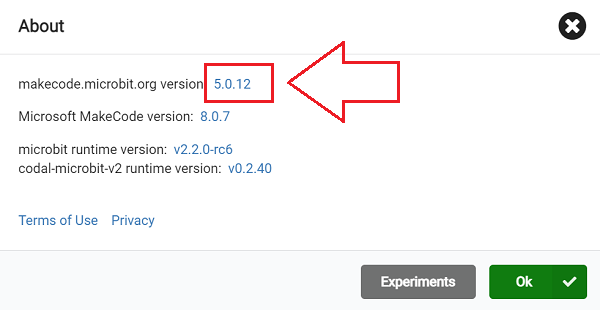 About
makecode.microbit.org version: 5.0.12
Microsoft MakeCode version: 8.0.7
microbit runtime version: v2.2.0-rc6
codal-microbit-v2 runtime version: v0.2.40
Terms of Use Privacy
Experiments Ok